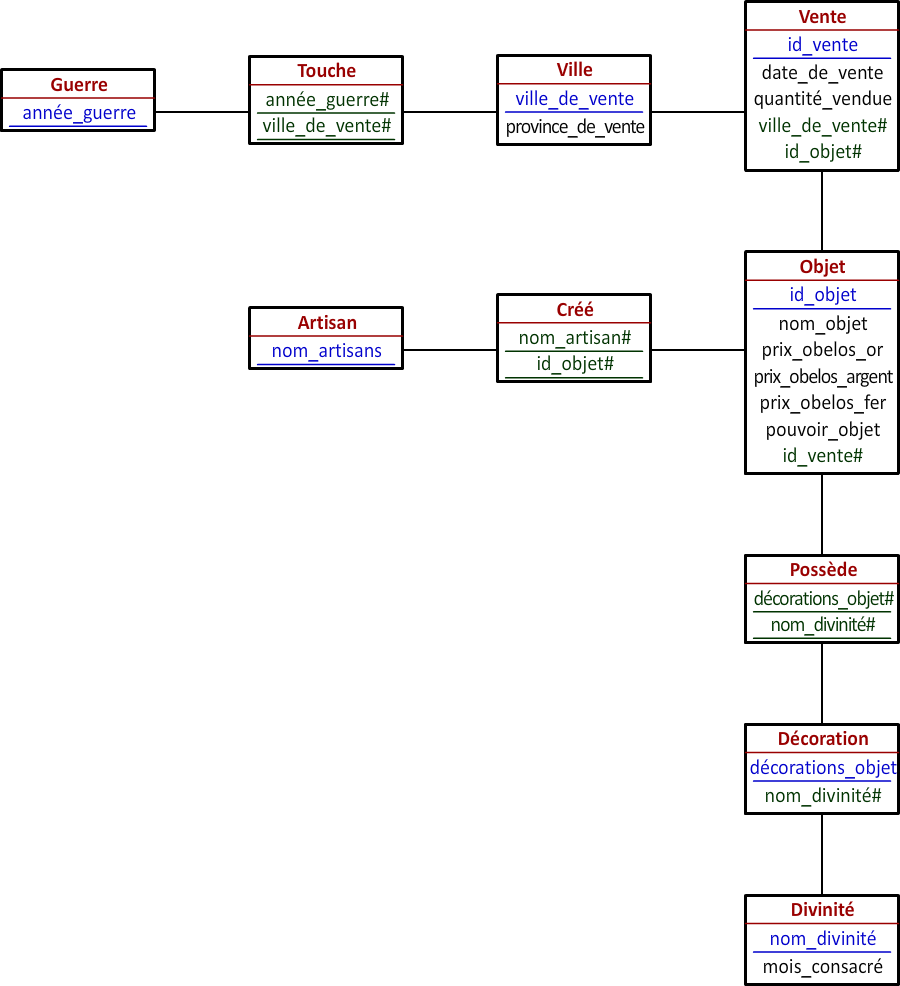 Vente
id_vente
date_de_vente
quantité_vendue
ville_de_vente#
id_objet#
Guerre
année_guerre
Touche
année_guerre#
ville_de_vente#
Ville
ville_de_vente
province_de_vente
Objet
id_objet
nom_objet
prix_obelos_or
prix_obelos_argent
prix_obelos_fer
pouvoir_objet
id_vente#
Artisan
nom_artisans
Créé
nom_artisan#
id_objet#
Possède
décorations_objet#
nom_divinité#
Décoration
décorations_objet
nom_divinité#
Divinité
nom_divinité
mois_consacré